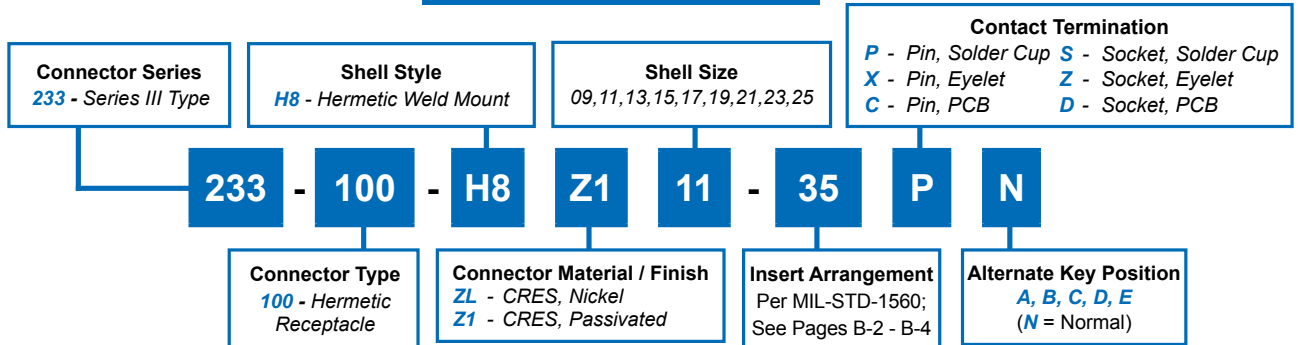 Connector Series
233 - Series III Type
Shell Style
H8 - Hermetic Weld Mount
Shell Size
09,11,13,15,17,19,21,23,25
Contact Termination
P - Pin, Solder Cup S - Socket, Solder Cup
X - Pin, Eyelet Z - Socket, Eyelet
C - Pin, PCB D - Socket, PCB
233 - 100 - H8 Z1 11 - 35 P N
Connector Type
100 - Hermetic
Receptacle
Connector Material / Finish
ZL - CRES, Nickel
Z1 - CRES, Passivated
Insert Arrangement
Per MIL-STD-1560;
See Pages B-2 - B-4
Alternate Key Position
A, B, C, D, E
(N = Normal)